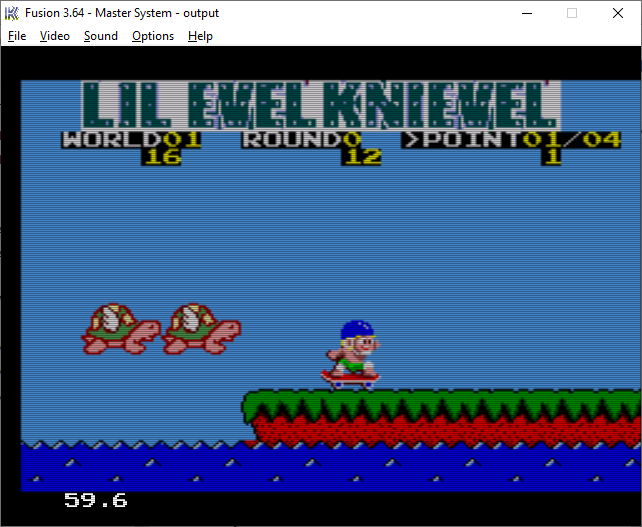 Fusion 3.64 - Master System - output
File Video Sound Options Help
LIL EVEL KNIEVEL
WORLD01 ROUND0 >POINT01/04
16 12 1
59.6